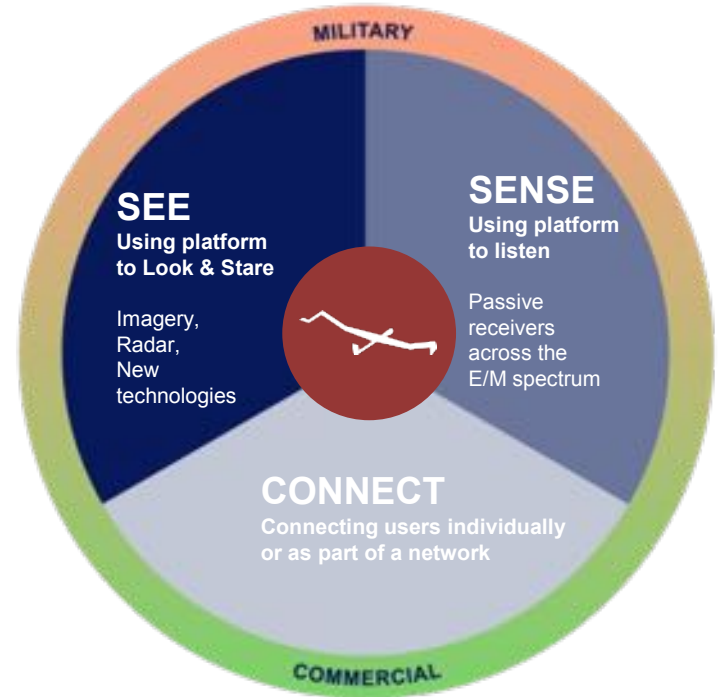 MILITARY
SEE
Using platform
to Look & Stare
Imagery,
Radar,
New
technologies
SENSE
Using platform
to listen
Passive
receivers
across the
E/M spectrum
CONNECT
Connecting users individually
or as part of a network
COMMERCIAL